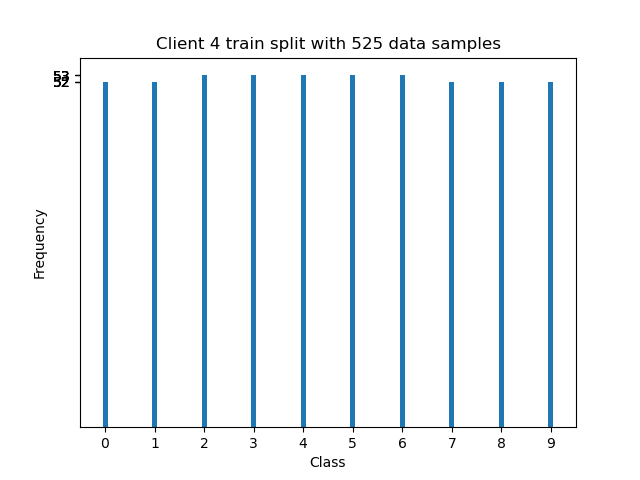 Client 4 train split with 525 data samples
53
52
Frequency
0 1 2 3 4 5 6 7 8 9
Class